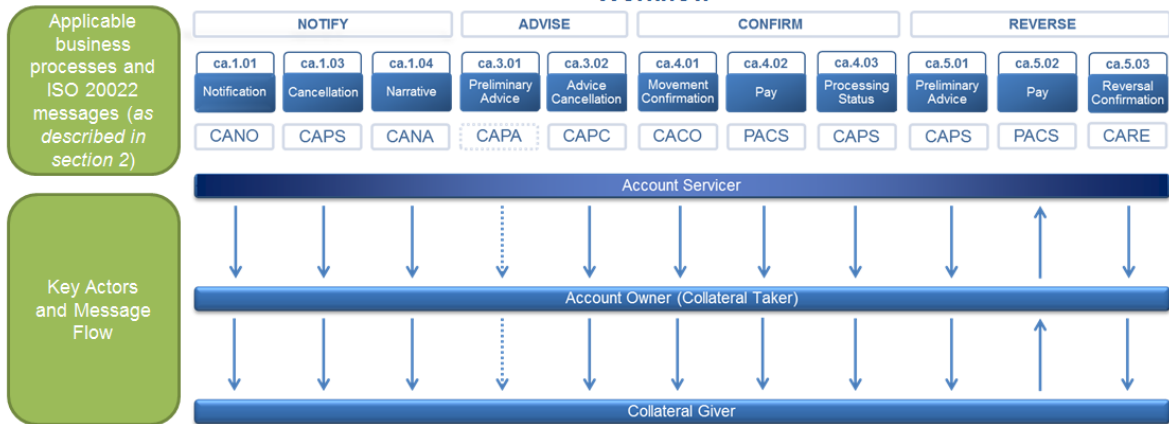 Applicable
business
processes and
ISO 20022
messages (as
described in
section 2)
NOTIFY ADVISE CONFIRM REVERSE
ca.1.01 ca.1.03 ca.1.04 ca.3.01 ca.3.02 ca.4.01 ca.4.02 ca.4.03 ca.5.01 ca.5.02 ca.5.03
Notification Cancellation Narrative Preliminary Advice Advice Cancellation Movement Confirmation Pay Processing Status Preliminary Advice Pay Reversal Confirmation
CANO CAPS CANA CAPA CAPC CACO PACS CAPS CAPS PACS CARE
Account Servicer
Key Actors
and Message
Flow
Account Owner (Collateral Taker)
Collateral Giver